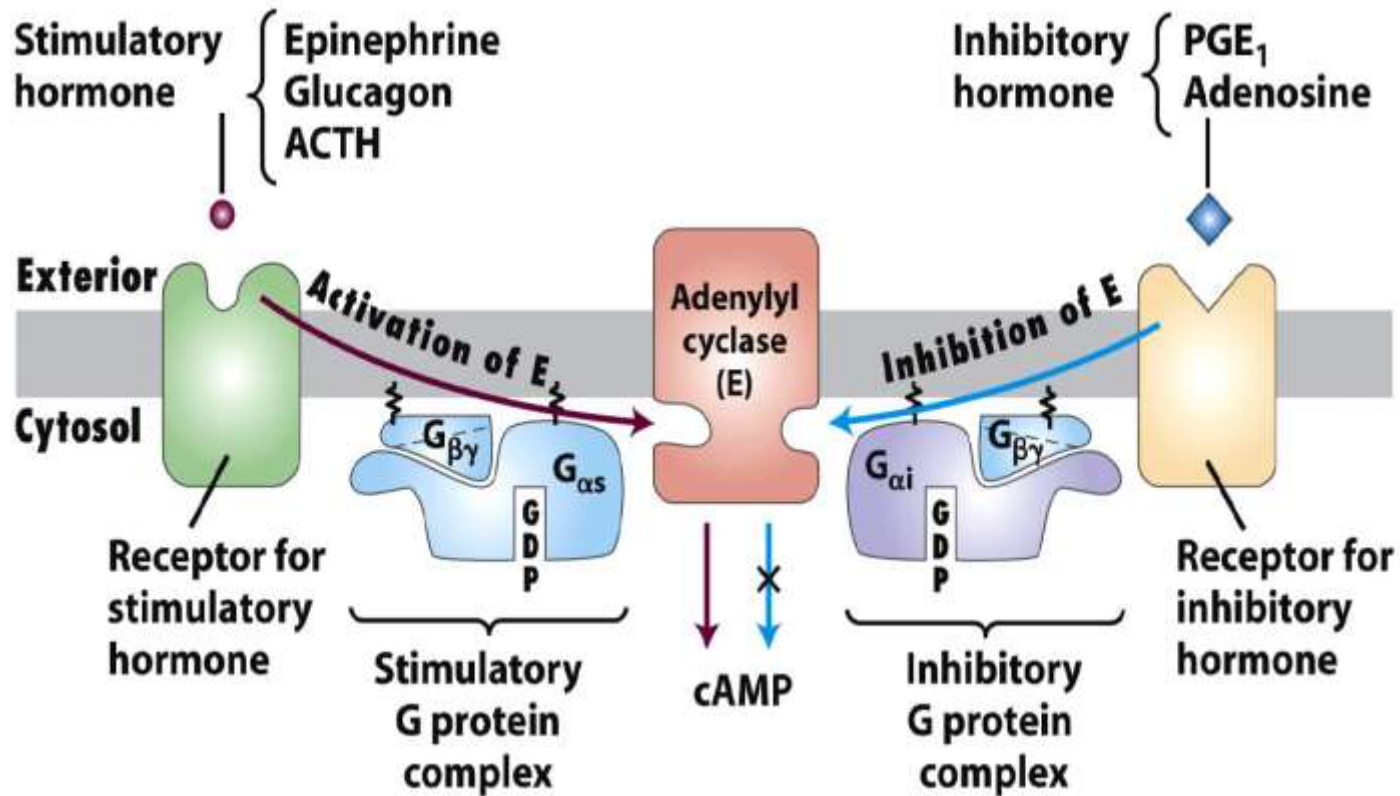 Stimulatory
hormone
Epinephrine
Glucagon
ACTH
Inhibitory
hormone
PGE₁
Adenosine
Exterior
Cytosol
Activation of E
Adenylyl
cyclase
(E)
Inhibition of E
Gβγ
Gαs
GDP
Gαi
Gβγ
GDP
Receptor for
stimulatory
hormone
Stimulatory
G protein
complex
cAMP
Inhibitory
G protein
complex
Receptor for
inhibitory
hormone